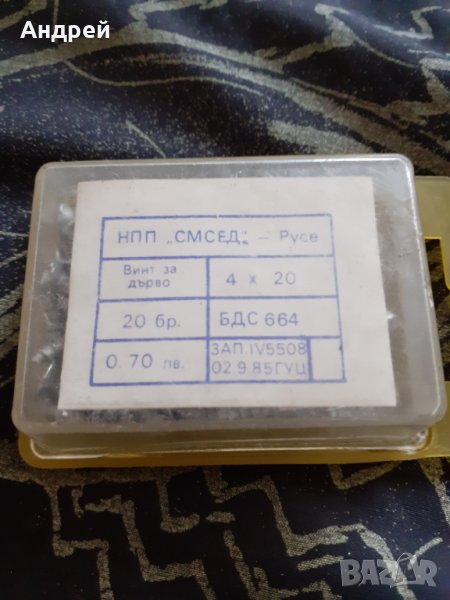 Андрей
НПП „СМСЕД" – Русе
Винт за
дърво
4 х 20
20 бр.
БДС 664
0.70 лв.
ЗАП.IV5508
02.9.85ГУЦ
BAZAR